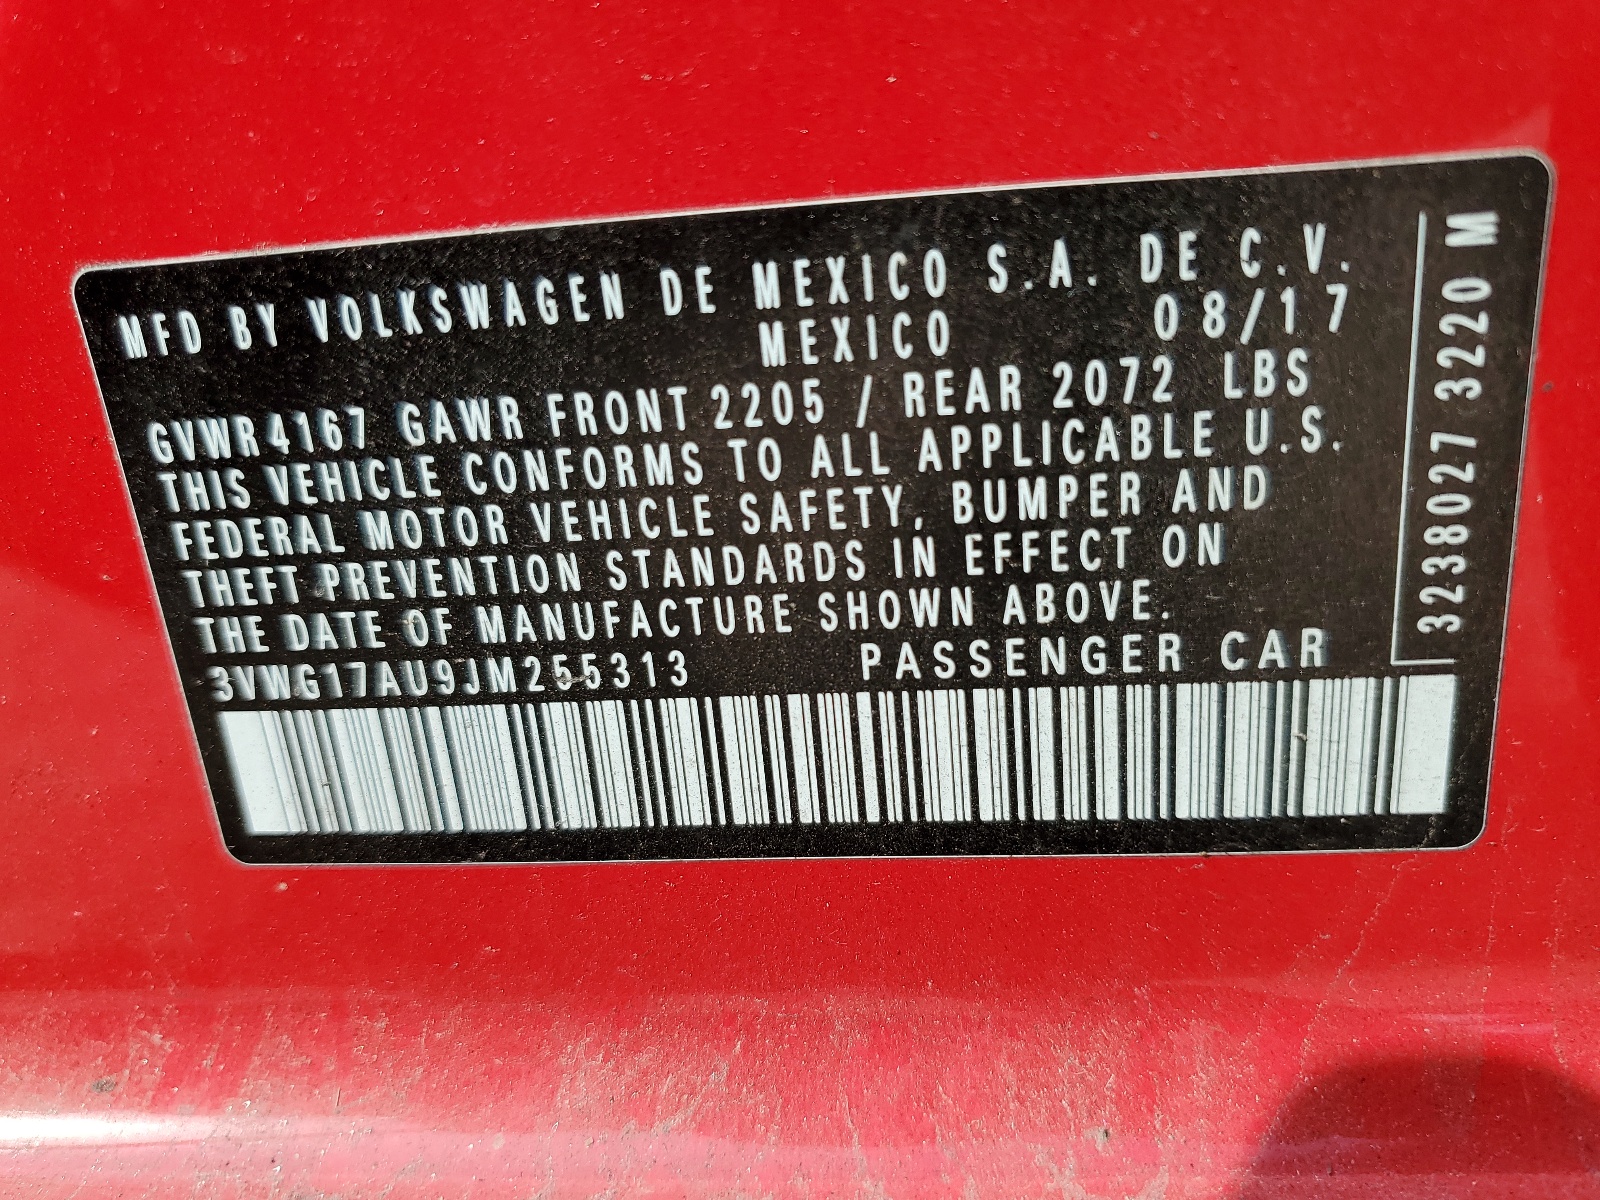 MFD BY VOLKSWAGEN DE MEXICO S.A. DE C.V.
MEXICO 08/17
GVWR4167 GAWR FRONT 2205 / REAR 2072 LBS
THIS VEHICLE CONFORMS TO ALL APPLICABLE U.S.
FEDERAL MOTOR VEHICLE SAFETY, BUMPER AND
THEFT PREVENTION STANDARDS IN EFFECT ON
THE DATE OF MANUFACTURE SHOWN ABOVE.
3VWG17AU9JM255313 PASSENGER CAR
3238027 3220 M